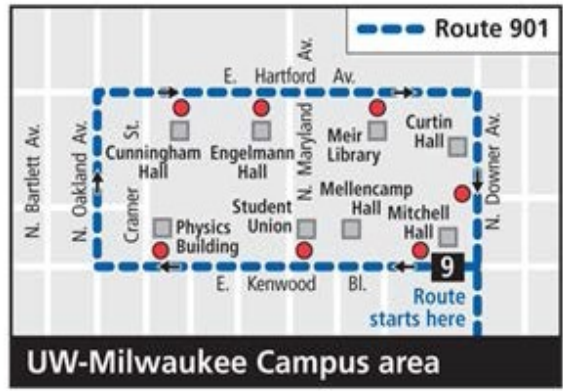 Route 901
Av.
E. Hartford Av.
N. Bartlett Av.
N. Oakland Av.
Cramer St.
Cunningham
Hall
Engelmann
Hall
N. Maryland
Meir
Library
Curtin
Hall
N. Downer Av.
Mellencamp
Hall
Student
Union
Mitchell
Hall
Physics
Building
9
E. Kenwood Bl.
Route
starts here
UW-Milwaukee Campus area